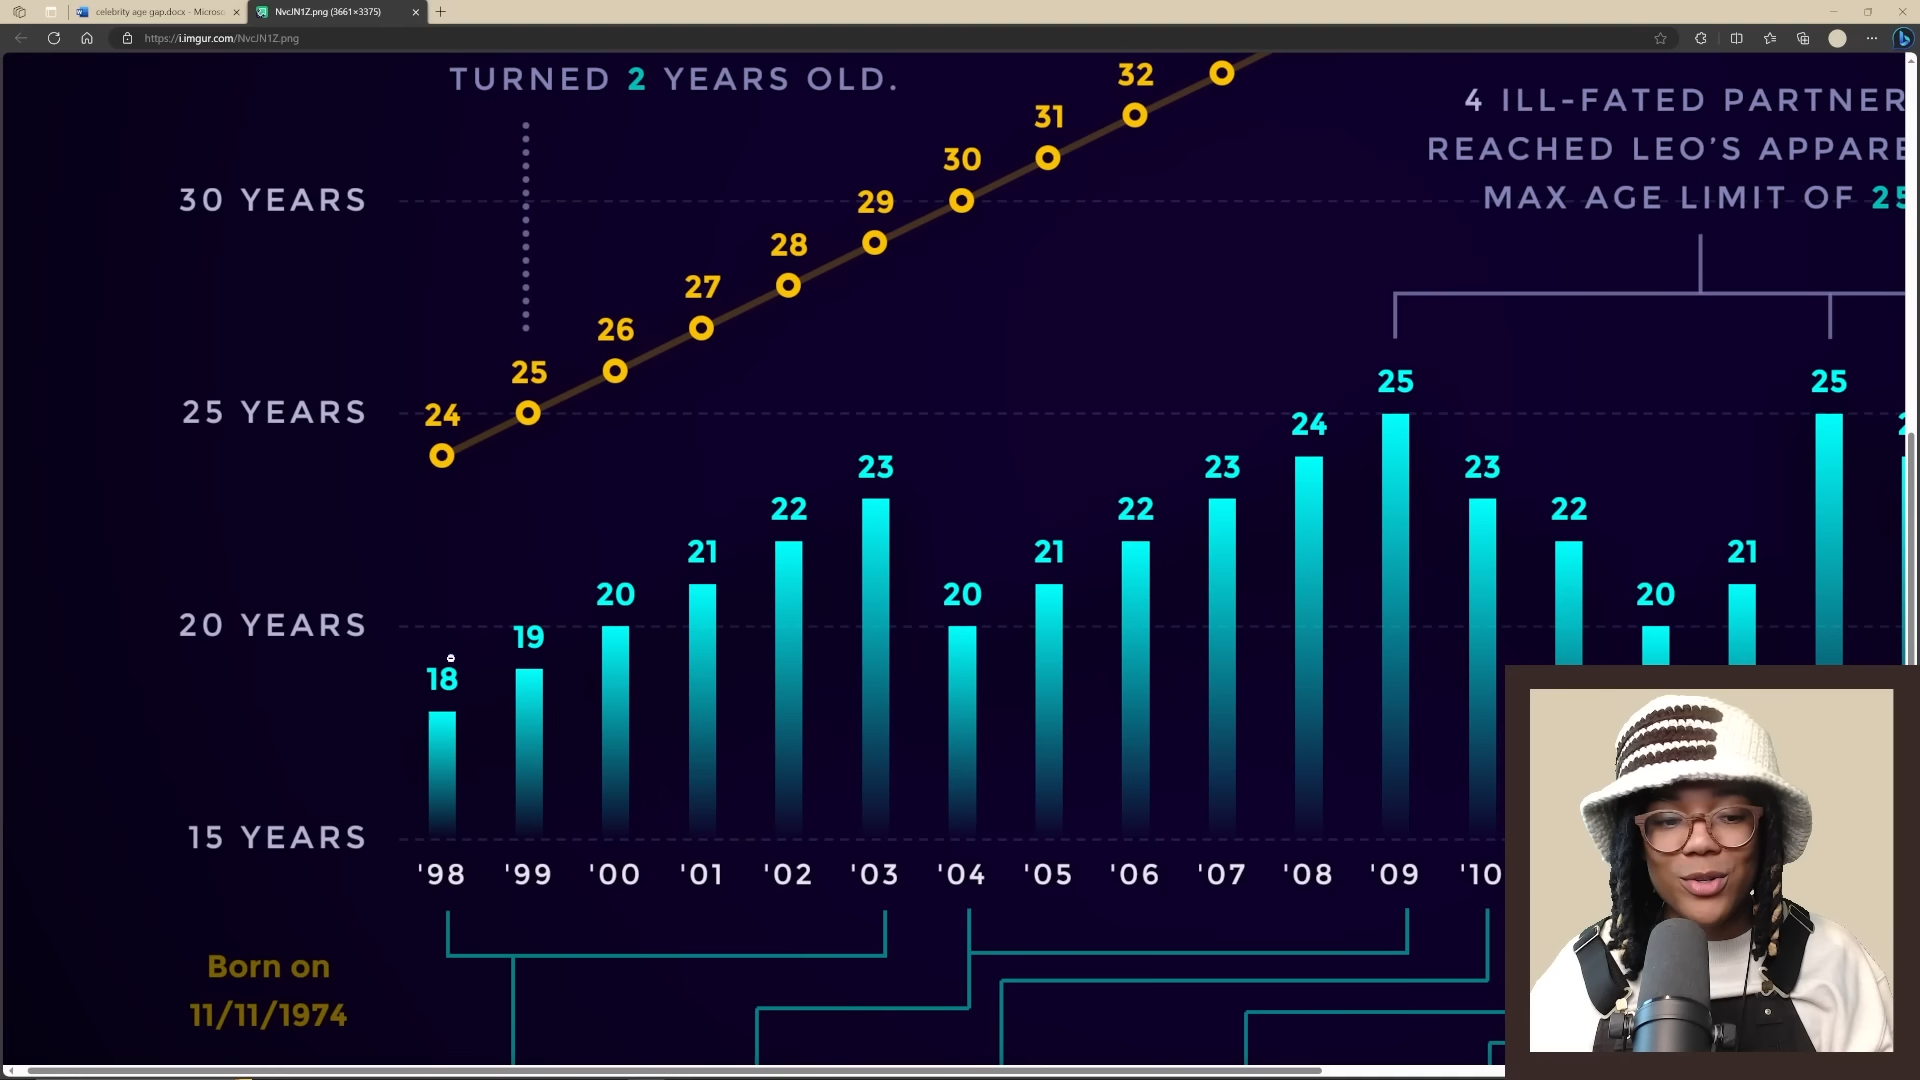 celebrity age gap.docx - Microso
NvcJN1Z.png (3661×3375)
https://i.imgur.com/NvcJN1Z.png
TURNED 2 YEARS OLD.
4 ILL-FATED PARTNER
REACHED LEO'S APPARE
MAX AGE LIMIT OF 25
32
31
30
29
28
27
26
25
24
30 YEARS
25 YEARS
20 YEARS
15 YEARS
18 19 20 21 22 23 20 21 22 23 24 25 23 22 20 21 25
'98 '99 '00 '01 '02 '03 '04 '05 '06 '07 '08 '09 '10
Born on
11/11/1974